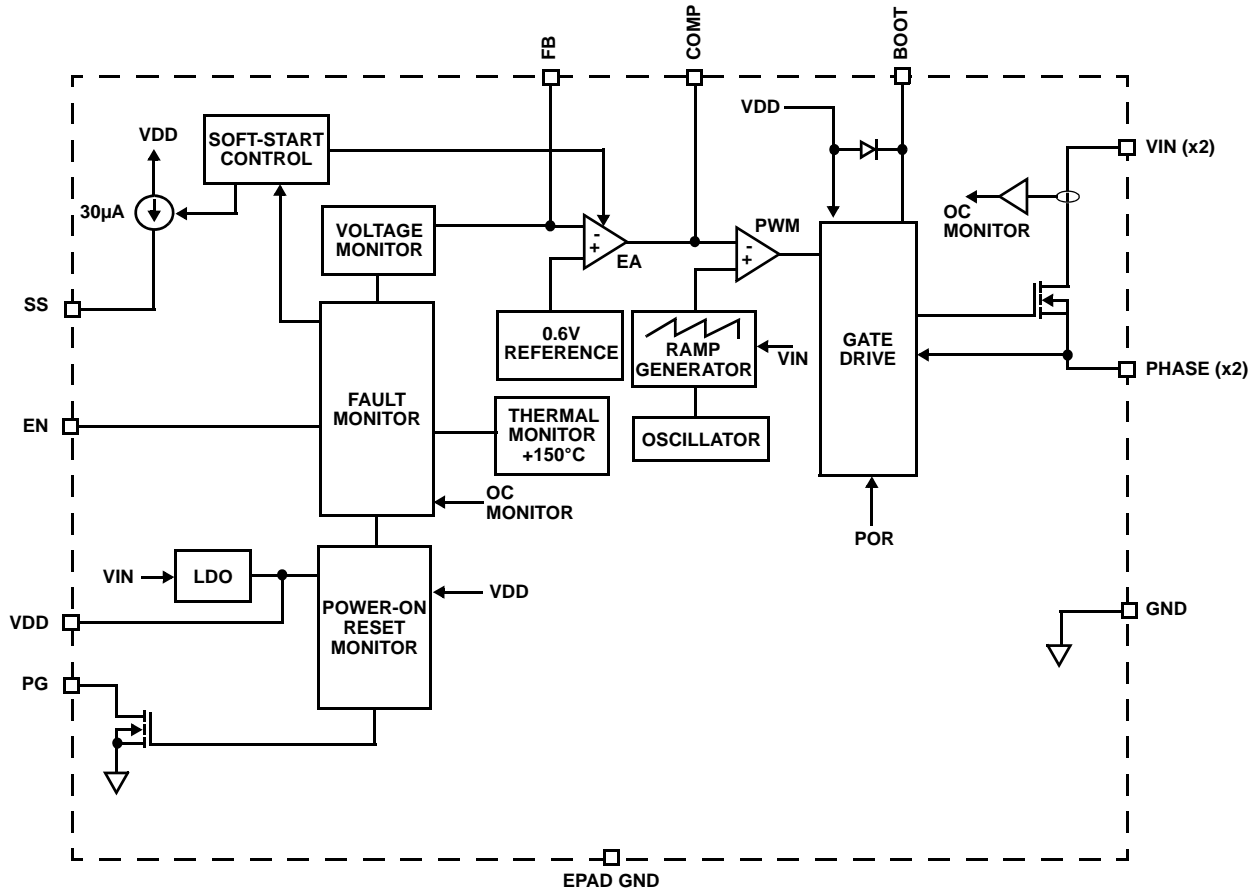 FB
COMP
BOOT
VDD
SOFT-START
CONTROL
VDD
VIN (x2)
30µA
OC
MONITOR
VOLTAGE
MONITOR
-
+
EA
PWM
-
+
SS
0.6V
REFERENCE
RAMP
GENERATOR
VIN
GATE
DRIVE
PHASE (x2)
FAULT
MONITOR
EN
THERMAL
MONITOR
+150°C
OSCILLATOR
OC
MONITOR
POR
VIN
LDO
VDD
POWER-ON
RESET
MONITOR
VDD
GND
PG
EPAD GND